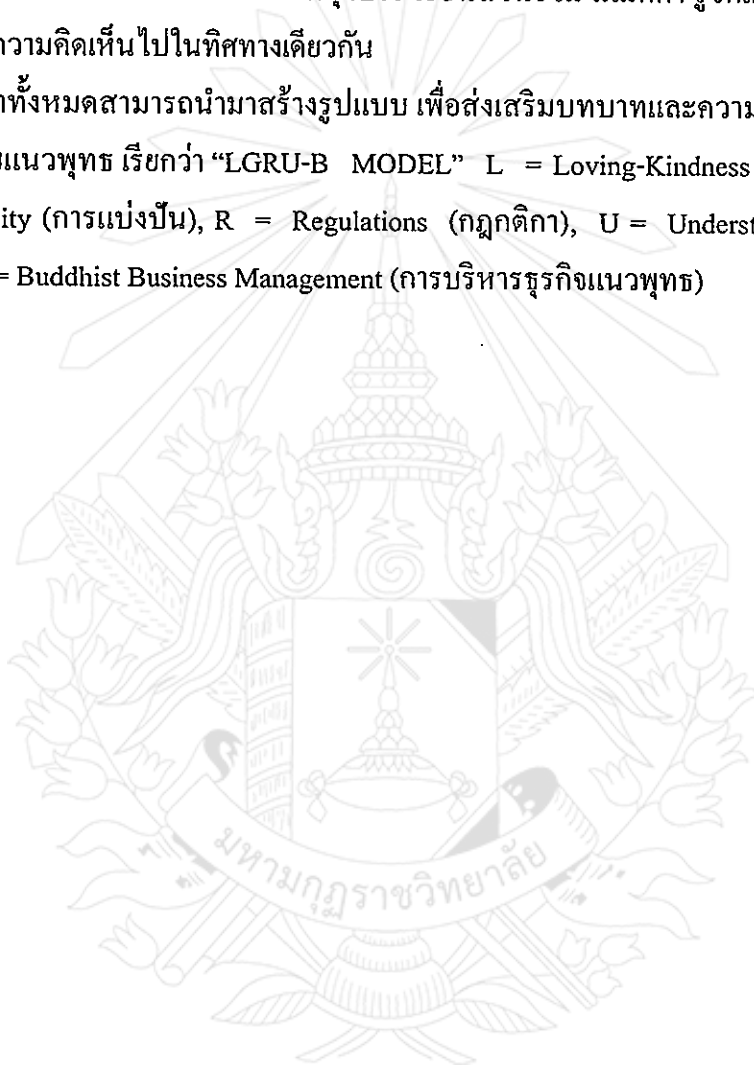 ความคิดเห็นไปในทิศทางเดียวกัน
ทั้งหมดสามารถนำมาสร้างรูปแบบ เพื่อส่งเสริมบทบาทและความ
แนวพุทธ เรียกว่า “LGRU-B MODEL” L = Loving-Kindness
ity (การแบ่งปัน), R = Regulations (กฎกติกา), U = Underst
= Buddhist Business Management (การบริหารธุรกิจแนวพุทธ)
มหามกุฏราชวิทยาลัย